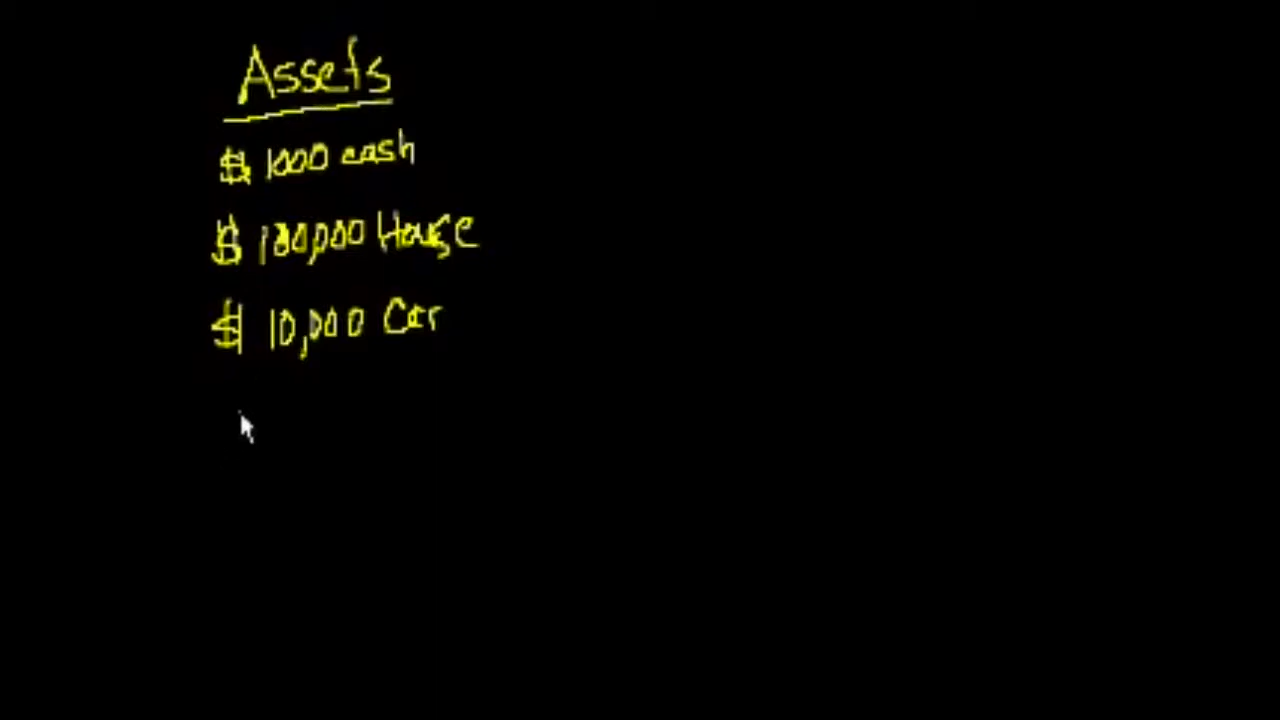 Assets
$ 1000 cash
$ 100,000 House
$ 10,000 Car